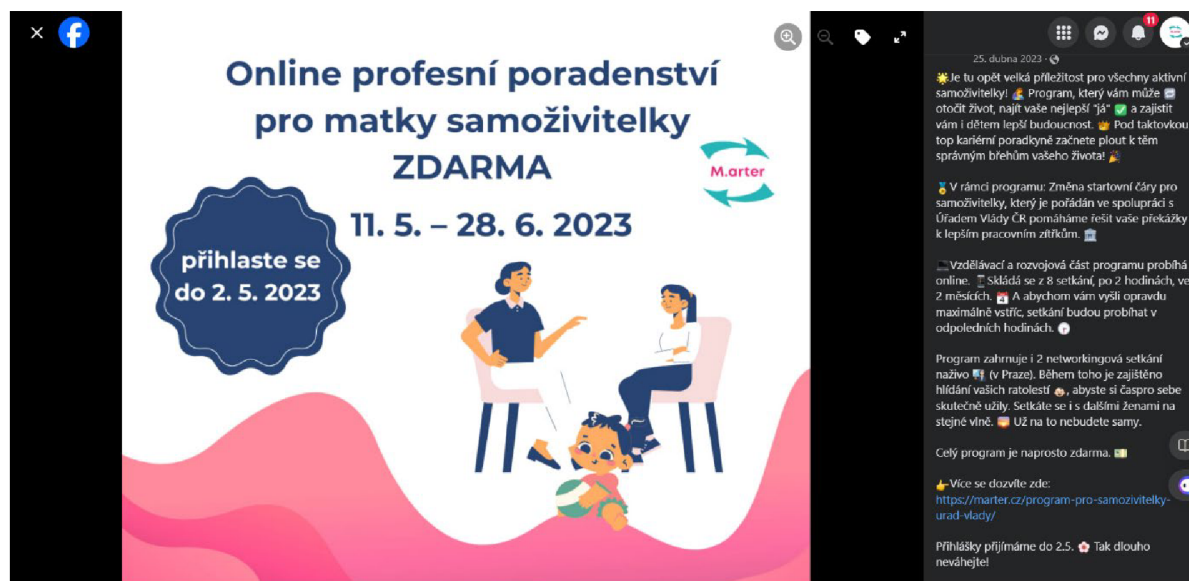 Online profesní poradenství
pro matky samoživitelky
ZDARMA
M.arter
11. 5. – 28. 6. 2023
přihlaste se
do 2. 5. 2023
11
25. dubna 2023
Je tu opět velká příležitost pro všechny aktivní
samoživitelky! Program, který vám může
otočit život, najít vaše nejlepší "já" a zajistit
vám i dětem lepší budoucnost. Pod taktovkou
top kariérní poradkyně začnete plout k těm
správným břehům vašeho života!
V rámci programu: Změna startovní čáry pro
samoživitelky, který je pořádán ve spolupráci s
Úřadem Vlády ČR pomáháme řešit vaše překážky
k lepším pracovním zítřkům.
Vzdělávací a rozvojová část programu probíhá
online. Skládá se z 8 setkání, po 2 hodinách, ve
2 měsících. A abychom vám vyšli opravdu
maximálně vstříc, setkání budou probíhat v
odpoledních hodinách.
Program zahrnuje i 2 networkingová setkání
naživo (v Praze). Během toho je zajištěno
hlídání vašich ratolestí, abyste si časpro sebe
skutečně užily. Setkáte se i s dalšími ženami na
stejné vlně. Už na to nebudete samy.
Celý program je naprosto zdarma.
Více se dozvíte zde:
https://marter.cz/program-pro-samozivitelky-
urad-vlady/
Přihlášky přijímáme do 2.5. Tak dlouho
neváhejte!